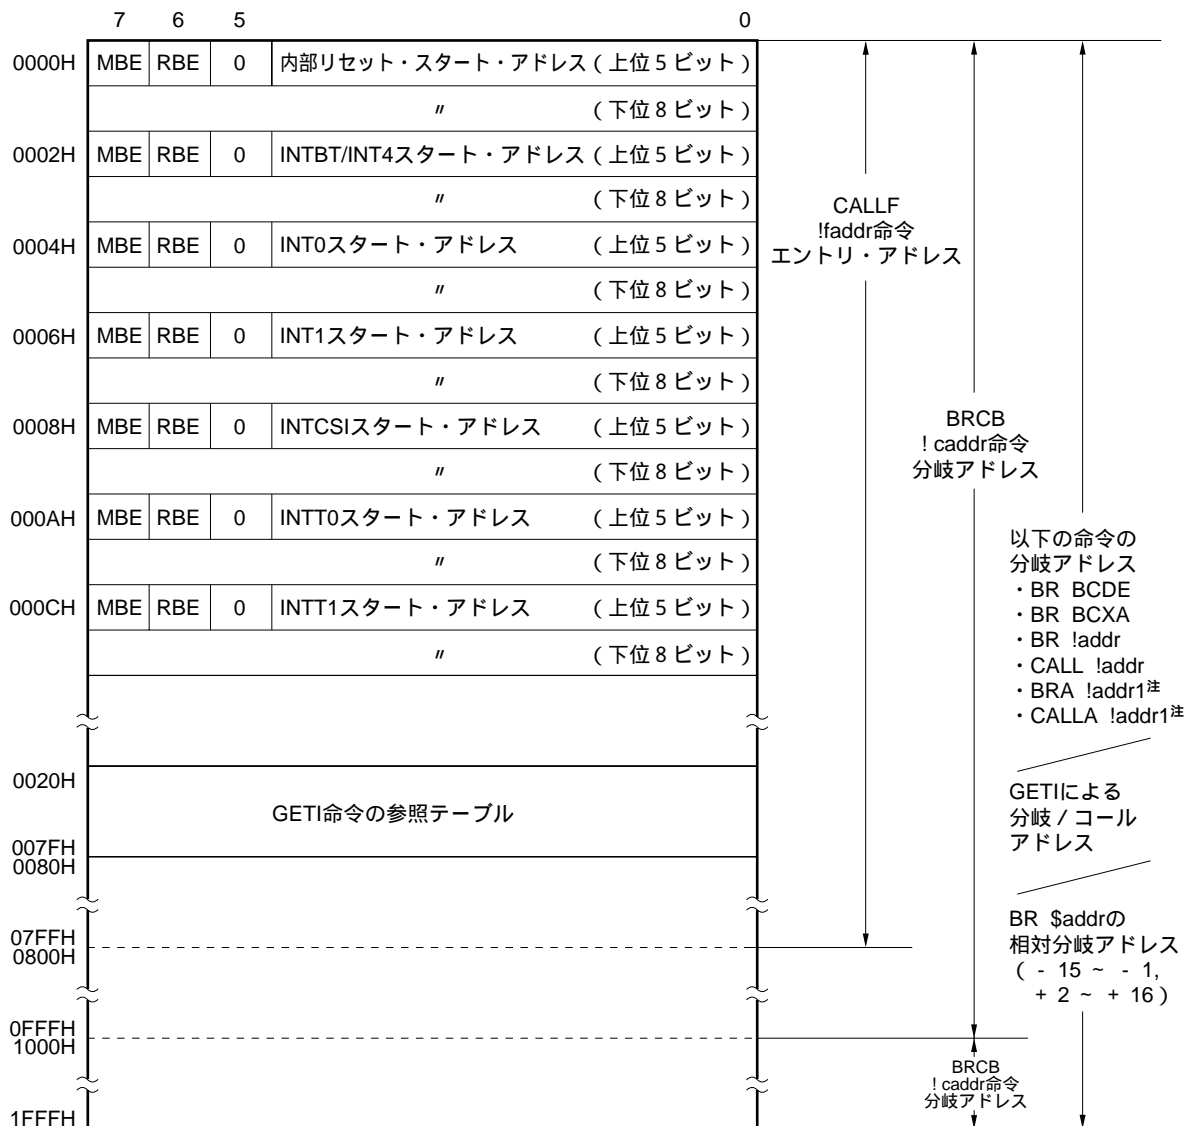 7 6 5 0
0000H MBE RBE 0 内部リセット・スタート・アドレス（上位5ビット）
〃 （下位8ビット）
0002H MBE RBE 0 INTBT/INT4スタート・アドレス（上位5ビット）
〃 （下位8ビット）
0004H MBE RBE 0 INT0スタート・アドレス （上位5ビット）
〃 （下位8ビット）
0006H MBE RBE 0 INT1スタート・アドレス （上位5ビット）
〃 （下位8ビット）
0008H MBE RBE 0 INTCSIスタート・アドレス （上位5ビット）
〃 （下位8ビット）
000AH MBE RBE 0 INTT0スタート・アドレス （上位5ビット）
〃 （下位8ビット）
000CH MBE RBE 0 INTT1スタート・アドレス （上位5ビット）
〃 （下位8ビット）
0020H
GETI命令の参照テーブル
007FH
0080H
07FFH
0800H
0FFFH
1000H
1FFFH
CALLF
!faddr命令
エントリ・アドレス
BRCB
! caddr命令
分岐アドレス
BRCB
! caddr命令
分岐アドレス
以下の命令の
分岐アドレス
・BR BCDE
・BR BCXA
・BR !addr
・CALL !addr
・BRA !addr1注
・CALLA !addr1注
GETIによる
分岐 / コール
アドレス
BR $addrの
相対分岐アドレス
（ - 15 ~ - 1,
+ 2 ~ + 16 ）